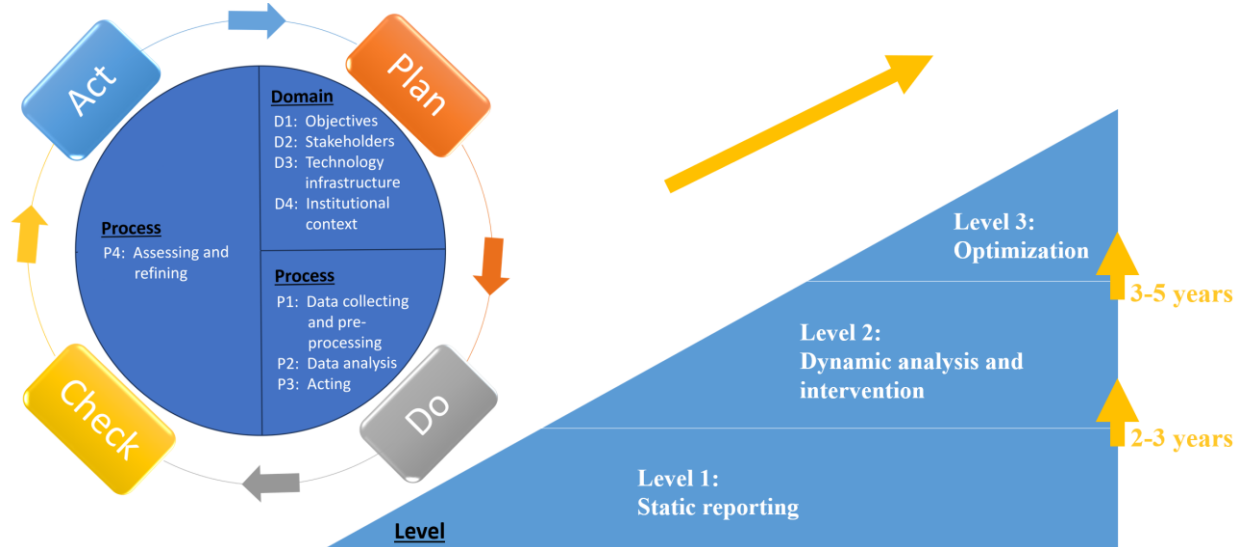 Act
Plan
Domain
D1: Objectives
D2: Stakeholders
D3: Technology
infrastructure
D4: Institutional
context
Process
P4: Assessing and
refining
Process
P1: Data collecting
and pre-
processing
P2: Data analysis
P3: Acting
Check
Do
Level 3:
Optimization
3-5 years
Level 2:
Dynamic analysis and
intervention
2-3 years
Level 1:
Static reporting
Level